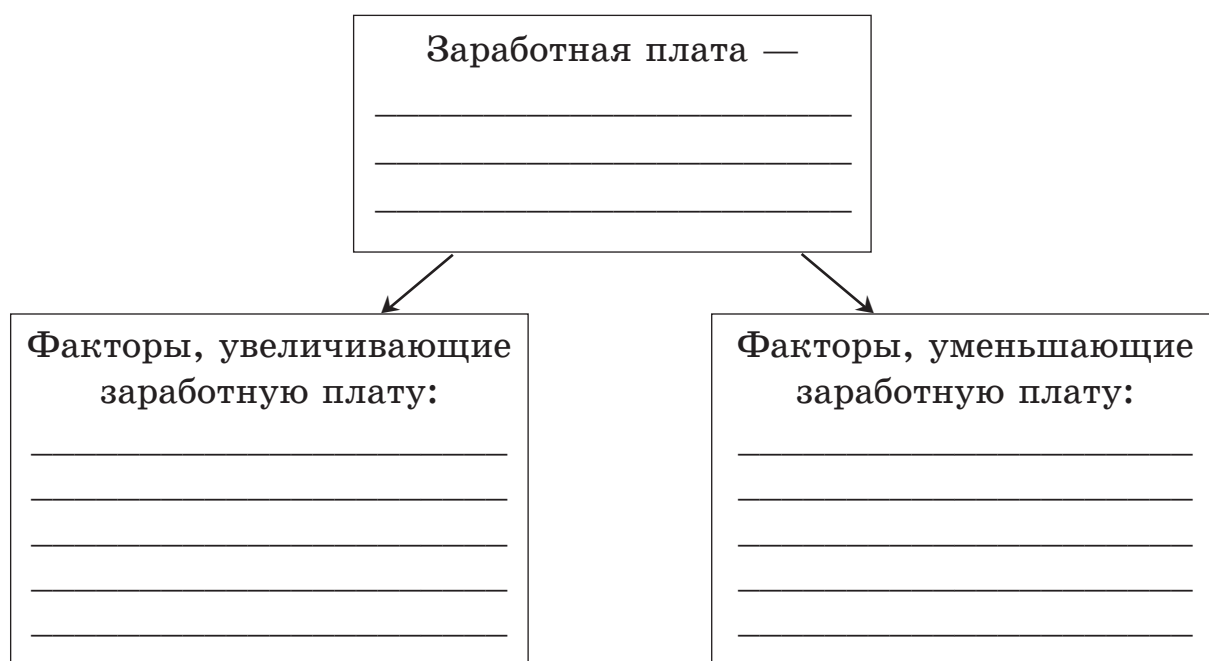 Заработная плата —
Факторы, увеличивающие
заработную плату:
Факторы, уменьшающие
заработную плату: